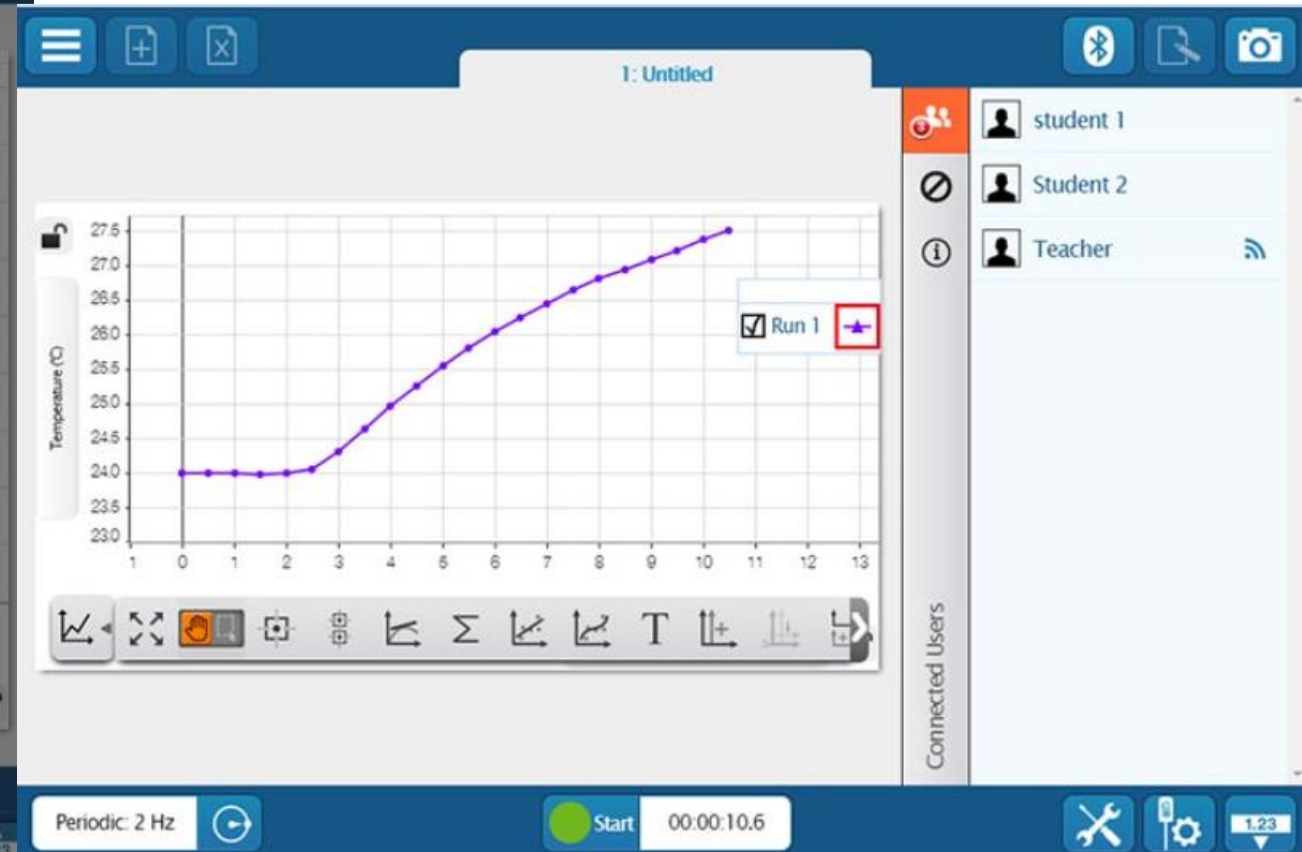 1: Untitled
student 1
Student 2
Teacher
Connected Users
Temperature (°C)
27.5
27.0
26.5
26.0
25.5
25.0
24.5
24.0
23.5
23.0
1 0 1 2 3 4 5 6 7 8 9 10 11 12 13
Run 1
Σ T
Periodic: 2 Hz
Start
00:00:10.6
1.23